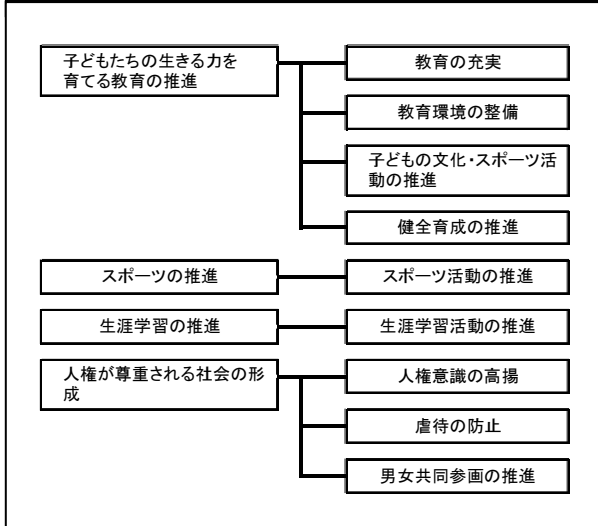 子どもたちの生きる力を
育てる教育の推進
教育の充実
教育環境の整備
子どもの文化・スポーツ活
動の推進
健全育成の推進
スポーツの推進
スポーツ活動の推進
生涯学習の推進
生涯学習活動の推進
人権が尊重される社会の形
成
人権意識の高揚
虐待の防止
男女共同参画の推進